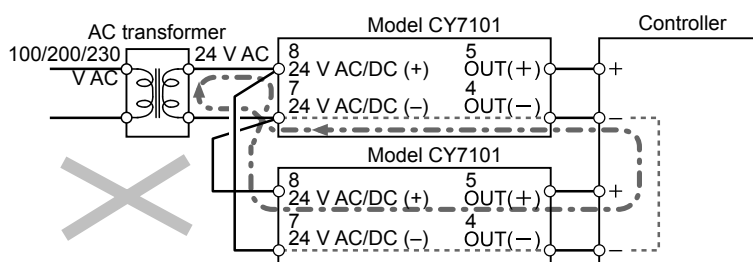 AC transformer
Model CY7101
Controller
100/200/230
V AC
24 V AC
8
24 V AC/DC (+)
5
OUT(+)
+
7
24 V AC/DC (–)
4
OUT(−)
–
Model CY7101
8
24 V AC/DC (+)
5
OUT(+)
+
7
24 V AC/DC (–)
4
OUT(−)
–